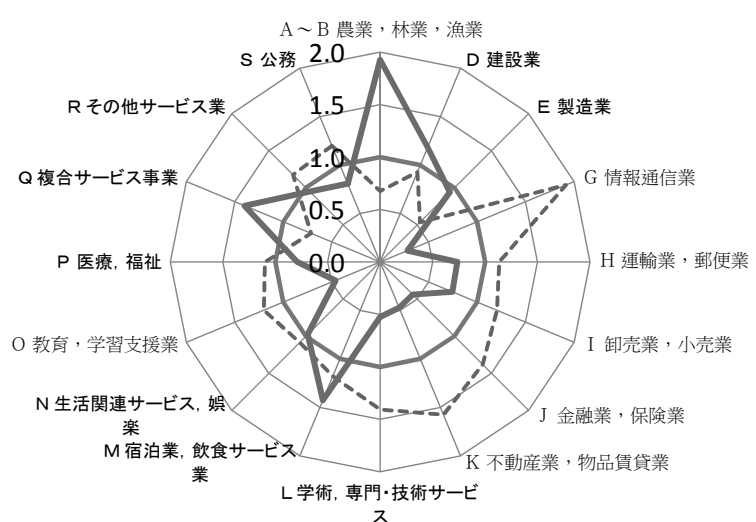 A～B 農業，林業，漁業
D 建設業
E 製造業
G 情報通信業
H 運輸業，郵便業
I 卸売業，小売業
J 金融業，保険業
K 不動産業，物品賃貸業
L 学術，専門・技術サービ
ス
M 宿泊業，飲食サービス
業
N 生活関連サービス，娯
楽
O 教育，学習支援業
P 医療，福祉
Q 複合サービス事業
R その他サービス業
S 公務
2.0
1.5
1.0
0.5
0.0